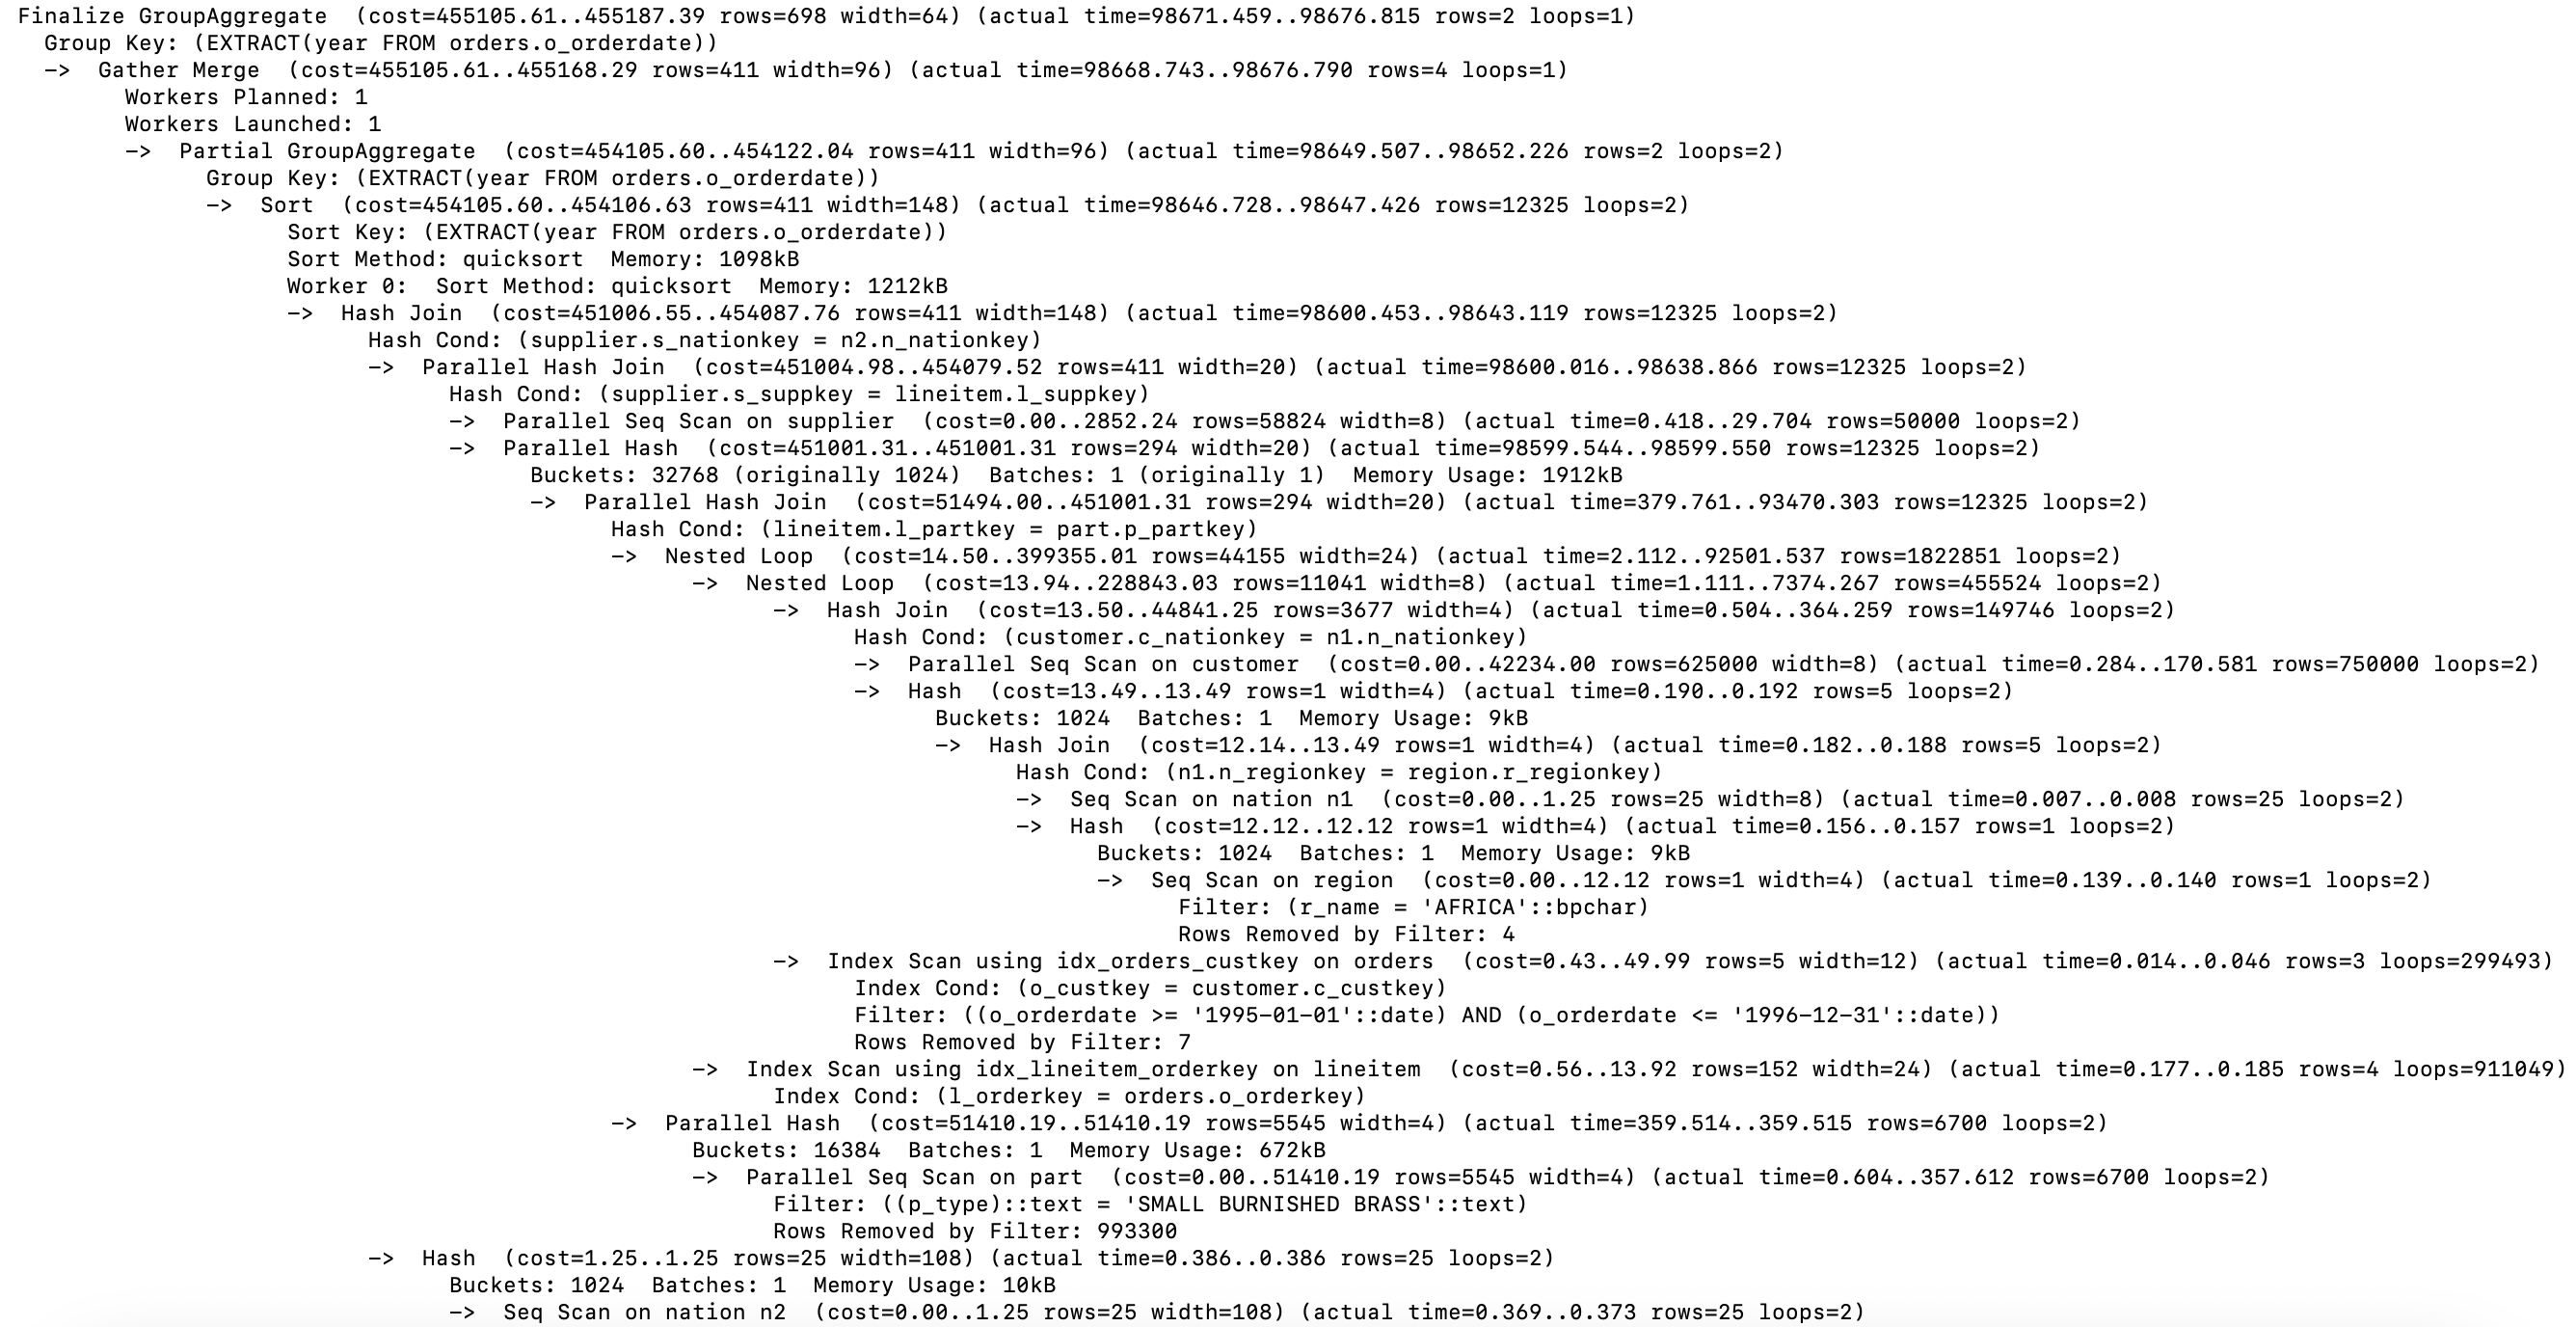 Finalize GroupAggregate  (cost=455105.61..455187.39 rows=698 width=64) (actual time=98671.459..98676.815 rows=2 loops=1)
  Group Key: (EXTRACT(year FROM orders.o_orderdate))
  ->  Gather Merge  (cost=455105.61..455168.29 rows=411 width=96) (actual time=98668.743..98676.790 rows=4 loops=1)
        Workers Planned: 1
        Workers Launched: 1
        ->  Partial GroupAggregate  (cost=454105.60..454122.04 rows=411 width=96) (actual time=98649.507..98652.226 rows=2 loops=2)
              Group Key: (EXTRACT(year FROM orders.o_orderdate))
              ->  Sort  (cost=454105.60..454106.63 rows=411 width=148) (actual time=98646.728..98647.426 rows=12325 loops=2)
                    Sort Key: (EXTRACT(year FROM orders.o_orderdate))
                    Sort Method: quicksort  Memory: 1098kB
                    Worker 0:  Sort Method: quicksort  Memory: 1212kB
                    ->  Hash Join  (cost=451006.55..454087.76 rows=411 width=148) (actual time=98600.453..98643.119 rows=12325 loops=2)
                          Hash Cond: (supplier.s_nationkey = n2.n_nationkey)
                          ->  Parallel Hash Join  (cost=451004.98..454079.52 rows=411 width=20) (actual time=98600.016..98638.866 rows=12325 loops=2)
                                Hash Cond: (supplier.s_suppkey = lineitem.l_suppkey)
                                ->  Parallel Seq Scan on supplier  (cost=0.00..2852.24 rows=58824 width=8) (actual time=0.418..29.704 rows=50000 loops=2)
                                ->  Parallel Hash  (cost=451001.31..451001.31 rows=294 width=20) (actual time=98599.544..98599.550 rows=12325 loops=2)
                                      Buckets: 32768 (originally 1024)  Batches: 1 (originally 1)  Memory Usage: 1912kB
                                      ->  Parallel Hash Join  (cost=51494.00..451001.31 rows=294 width=20) (actual time=379.761..93470.303 rows=12325 loops=2)
                                            Hash Cond: (lineitem.l_partkey = part.p_partkey)
                                            ->  Nested Loop  (cost=14.50..399355.01 rows=44155 width=24) (actual time=2.112..92501.537 rows=1822851 loops=2)
                                                  ->  Nested Loop  (cost=13.94..228843.03 rows=11041 width=8) (actual time=1.111..7374.267 rows=455524 loops=2)
                                                        ->  Hash Join  (cost=13.50..44841.25 rows=3677 width=4) (actual time=0.504..364.259 rows=149746 loops=2)
                                                              Hash Cond: (customer.c_nationkey = n1.n_nationkey)
                                                              ->  Parallel Seq Scan on customer  (cost=0.00..42234.00 rows=625000 width=8) (actual time=0.284..170.581 rows=750000 loops=2)
                                                              ->  Hash  (cost=13.49..13.49 rows=1 width=4) (actual time=0.190..0.192 rows=5 loops=2)
                                                                    Buckets: 1024  Batches: 1  Memory Usage: 9kB
                                                                    ->  Hash Join  (cost=12.14..13.49 rows=1 width=4) (actual time=0.182..0.188 rows=5 loops=2)
                                                                          Hash Cond: (n1.n_regionkey = region.r_regionkey)
                                                                          ->  Seq Scan on nation n1  (cost=0.00..1.25 rows=25 width=8) (actual time=0.007..0.008 rows=25 loops=2)
                                                                          ->  Hash  (cost=12.12..12.12 rows=1 width=4) (actual time=0.156..0.157 rows=1 loops=2)
                                                                                Buckets: 1024  Batches: 1  Memory Usage: 9kB
                                                                                ->  Seq Scan on region  (cost=0.00..12.12 rows=1 width=4) (actual time=0.139..0.140 rows=1 loops=2)
                                                                                      Filter: (r_name = 'AFRICA'::bpchar)
                                                                                      Rows Removed by Filter: 4
                                                        ->  Index Scan using idx_orders_custkey on orders  (cost=0.43..49.99 rows=5 width=12) (actual time=0.014..0.046 rows=3 loops=299493)
                                                              Index Cond: (o_custkey = customer.c_custkey)
                                                              Filter: ((o_orderdate >= '1995-01-01'::date) AND (o_orderdate <= '1996-12-31'::date))
                                                              Rows Removed by Filter: 7
                                                  ->  Index Scan using idx_lineitem_orderkey on lineitem  (cost=0.56..13.92 rows=152 width=24) (actual time=0.177..0.185 rows=4 loops=911049)
                                                        Index Cond: (l_orderkey = orders.o_orderkey)
                                            ->  Parallel Hash  (cost=51410.19..51410.19 rows=5545 width=4) (actual time=359.514..359.515 rows=6700 loops=2)
                                                  Buckets: 16384  Batches: 1  Memory Usage: 672kB
                                                  ->  Parallel Seq Scan on part  (cost=0.00..51410.19 rows=5545 width=4) (actual time=0.604..357.612 rows=6700 loops=2)
                                                        Filter: ((p_type)::text = 'SMALL BURNISHED BRASS'::text)
                                                        Rows Removed by Filter: 993300
                          ->  Hash  (cost=1.25..1.25 rows=25 width=108) (actual time=0.386..0.386 rows=25 loops=2)
                                Buckets: 1024  Batches: 1  Memory Usage: 10kB
                                ->  Seq Scan on nation n2  (cost=0.00..1.25 rows=25 width=108) (actual time=0.369..0.373 rows=25 loops=2)